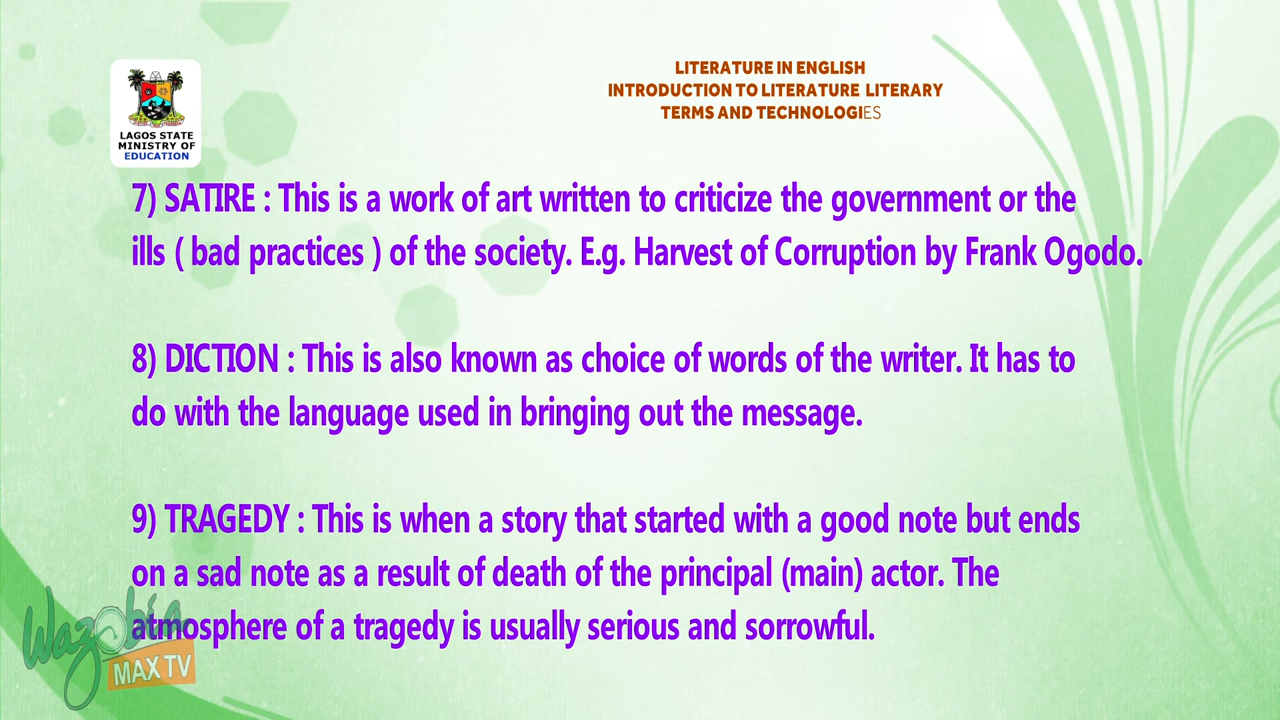 LAGOS STATE
MINISTRY OF
EDUCATION
LITERATURE IN ENGLISH
INTRODUCTION TO LITERATURE LITERARY
TERMS AND TECHNOLOGIES
7) SATIRE : This is a work of art written to criticize the government or the
ills ( bad practices ) of the society. E.g. Harvest of Corruption by Frank Ogodo.
8) DICTION : This is also known as choice of words of the writer. It has to
do with the language used in bringing out the message.
9) TRAGEDY : This is when a story that started with a good note but ends
on a sad note as a result of death of the principal (main) actor. The
atmosphere of a tragedy is usually serious and sorrowful.
Wazobia
MAX TV